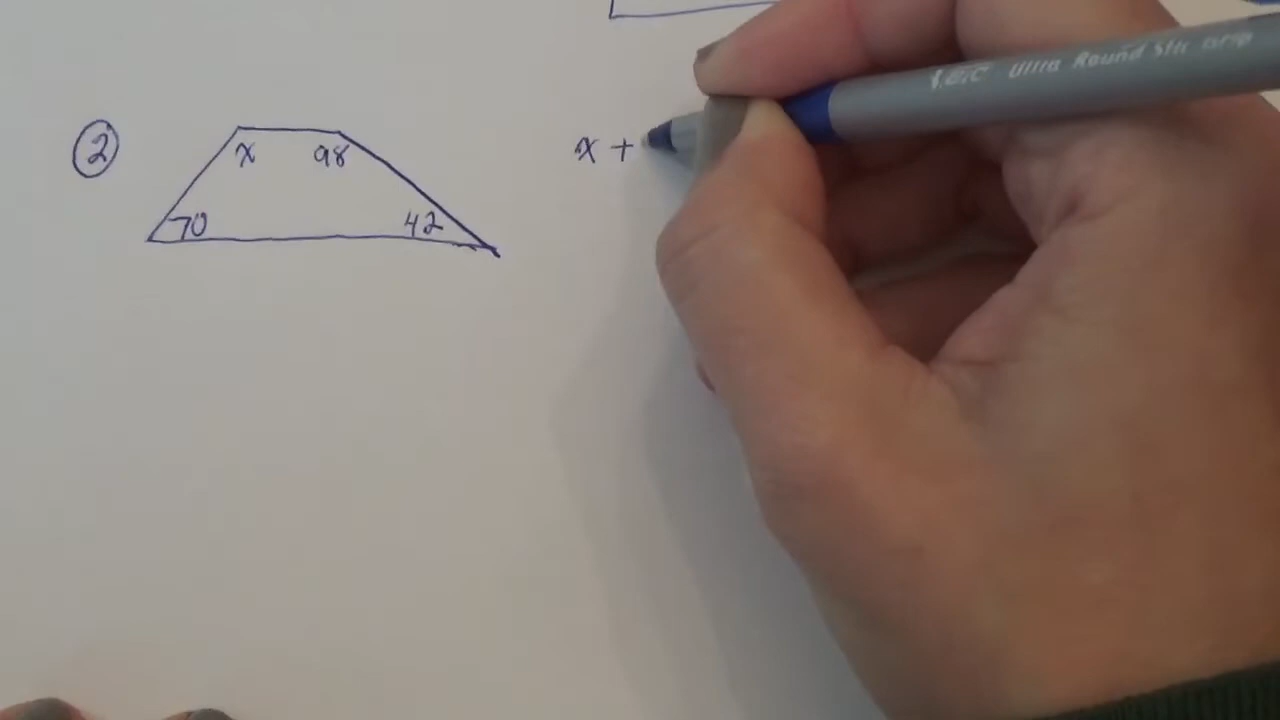 ②
x 98
70 42
x +
BIC Ultra Round Stic Grip